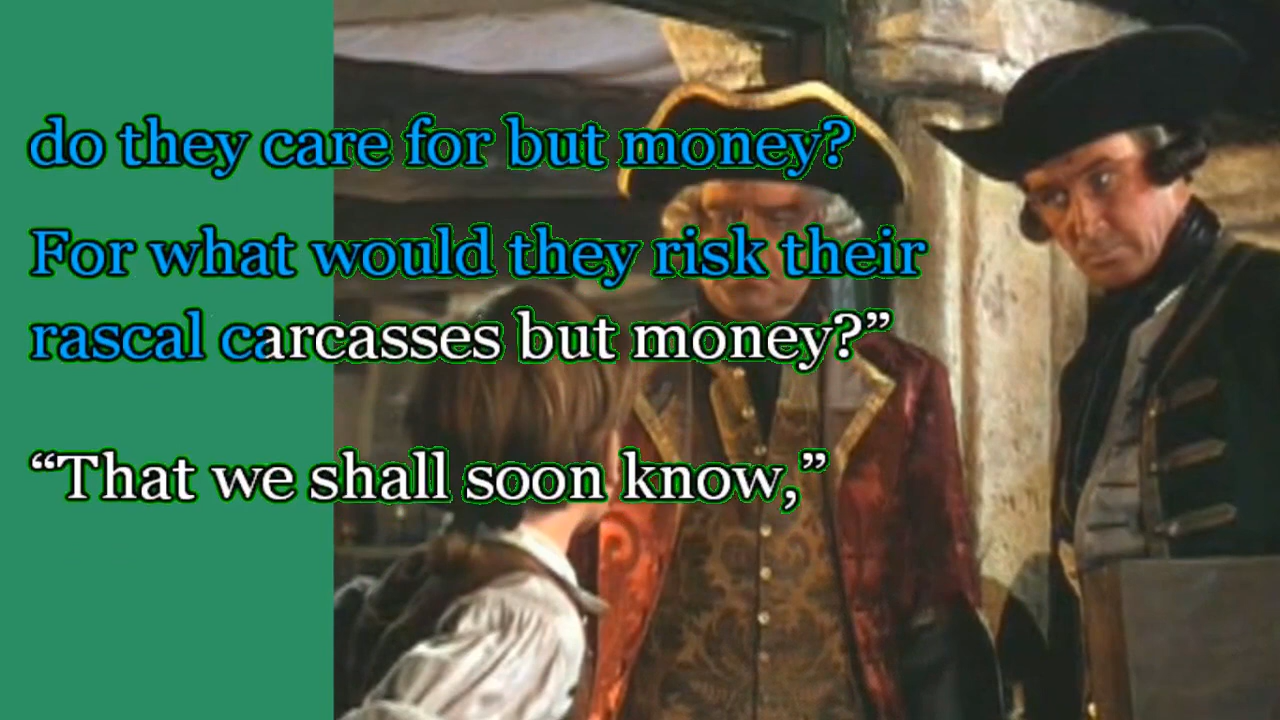 do they care for but money?
For what would they risk their
rascal carcasses but money?”
“That we shall soon know,”